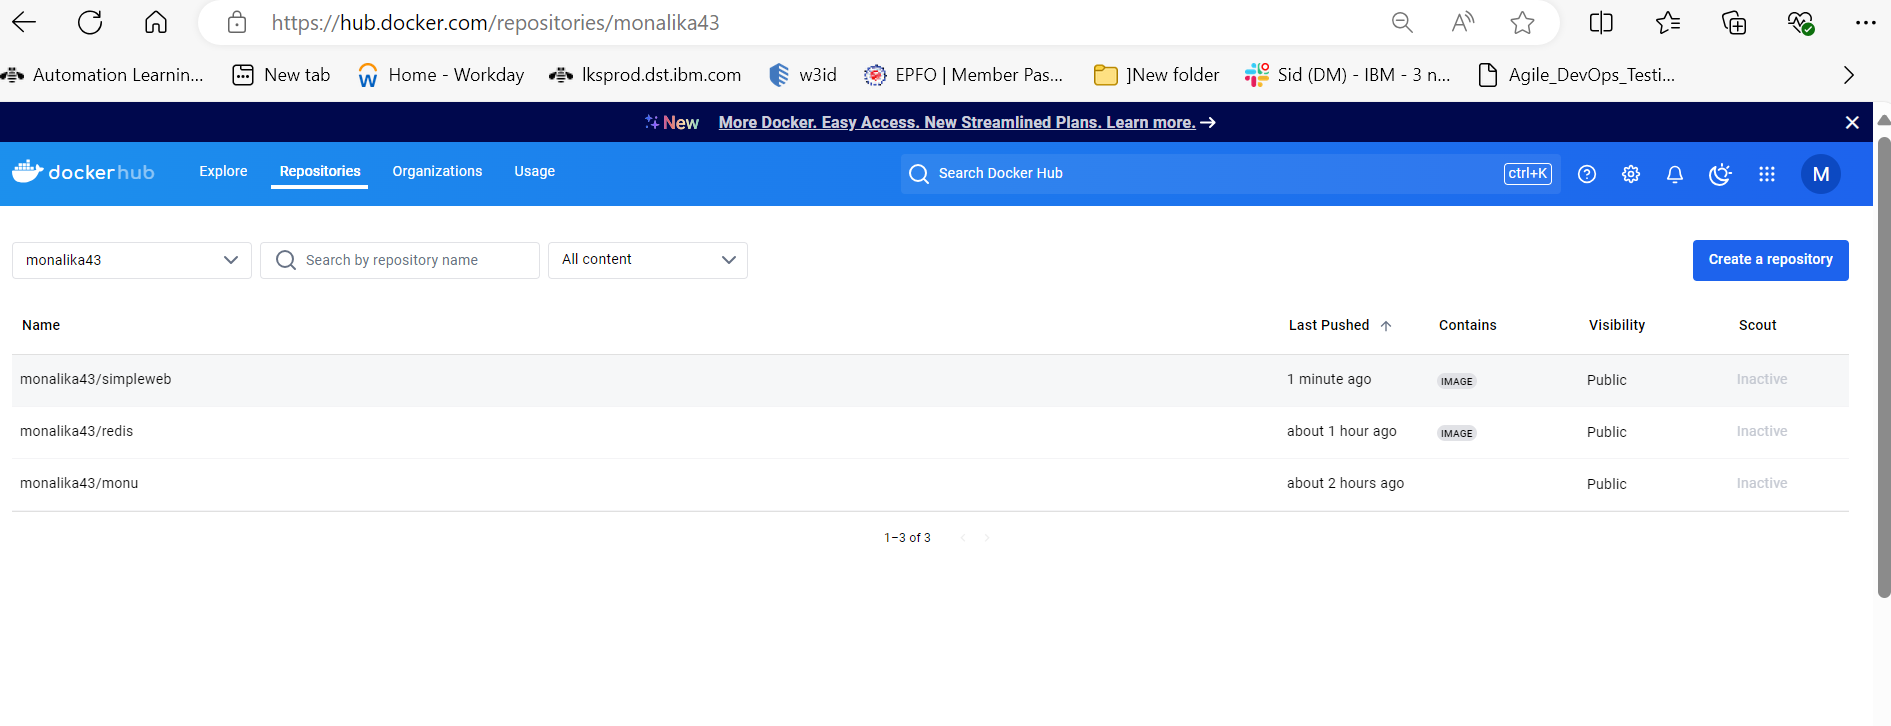 https://hub.docker.com/repositories/monalika43
Automation Learnin... New tab Home - Workday lksprod.dst.ibm.com w3id EPFO | Member Pas... ]New folder Sid (DM) - IBM - 3 n... Agile_DevOps_Testi...
New More Docker. Easy Access. New Streamlined Plans. Learn more. →
dockerhub Explore Repositories Organizations Usage Search Docker Hub ctrl+K M
monalika43 Search by repository name All content Create a repository
Name Last Pushed ↑ Contains Visibility Scout
monalika43/simpleweb 1 minute ago IMAGE Public Inactive
monalika43/redis about 1 hour ago IMAGE Public Inactive
monalika43/monu about 2 hours ago Public Inactive
1–3 of 3